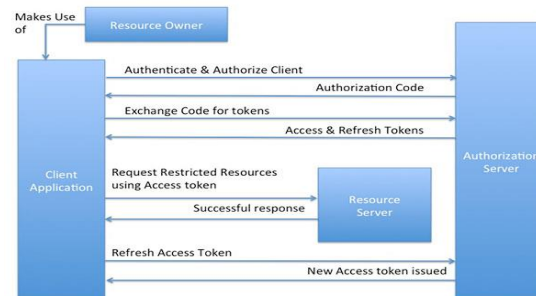 Makes Use
of
Resource Owner
Authenticate & Authorize Client
Authorization Code
Exchange Code for tokens
Access & Refresh Tokens
Client
Application
Authorization
Server
Request Restricted Resources
using Access token
Resource
Server
Successful response
Refresh Access Token
New Access token issued